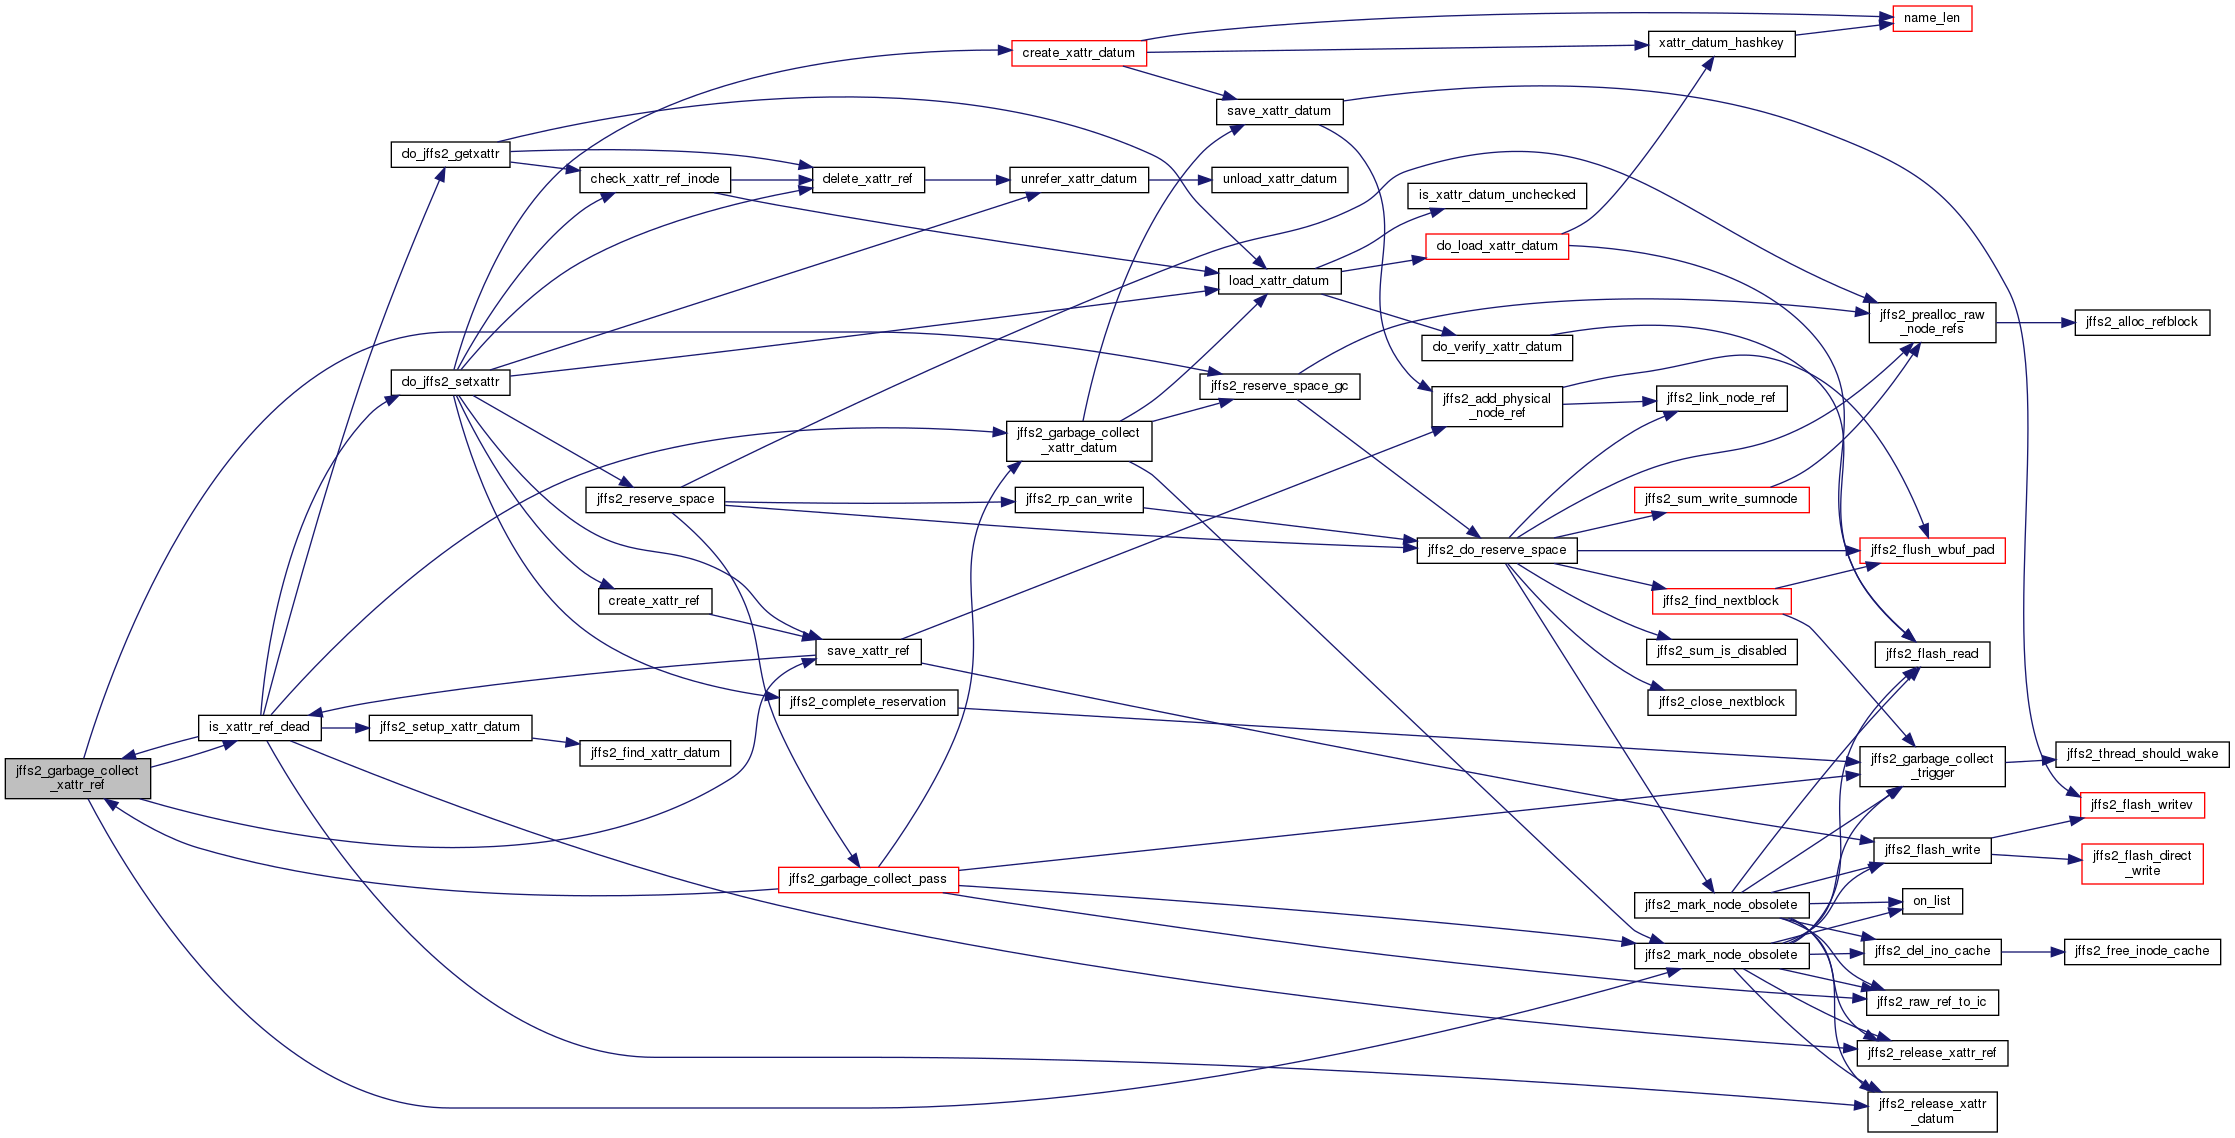 name_len
create_xattr_datum
xattr_datum_hashkey
save_xattr_datum
do_jffs2_getxattr
check_xattr_ref_inode
delete_xattr_ref
unrefer_xattr_datum
unload_xattr_datum
is_xattr_datum_unchecked
do_load_xattr_datum
load_xattr_datum
jffs2_prealloc_raw
_node_refs
jffs2_alloc_refblock
do_verify_xattr_datum
do_jffs2_setxattr
jffs2_reserve_space_gc
jffs2_add_physical
_node_ref
jffs2_link_node_ref
jffs2_garbage_collect
_xattr_datum
jffs2_reserve_space
jffs2_rp_can_write
jffs2_sum_write_sumnode
jffs2_do_reserve_space
jffs2_flush_wbuf_pad
create_xattr_ref
jffs2_find_nextblock
save_xattr_ref
jffs2_sum_is_disabled
jffs2_flash_read
jffs2_complete_reservation
jffs2_close_nextblock
is_xattr_ref_dead
jffs2_setup_xattr_datum
jffs2_find_xattr_datum
jffs2_garbage_collect
_trigger
jffs2_thread_should_wake
jffs2_garbage_collect
_xattr_ref
jffs2_flash_writev
jffs2_flash_write
jffs2_flash_direct
_write
jffs2_garbage_collect_pass
jffs2_mark_node_obsolete
on_list
jffs2_mark_node_obsolete
jffs2_del_ino_cache
jffs2_free_inode_cache
jffs2_raw_ref_to_ic
jffs2_release_xattr_ref
jffs2_release_xattr
_datum